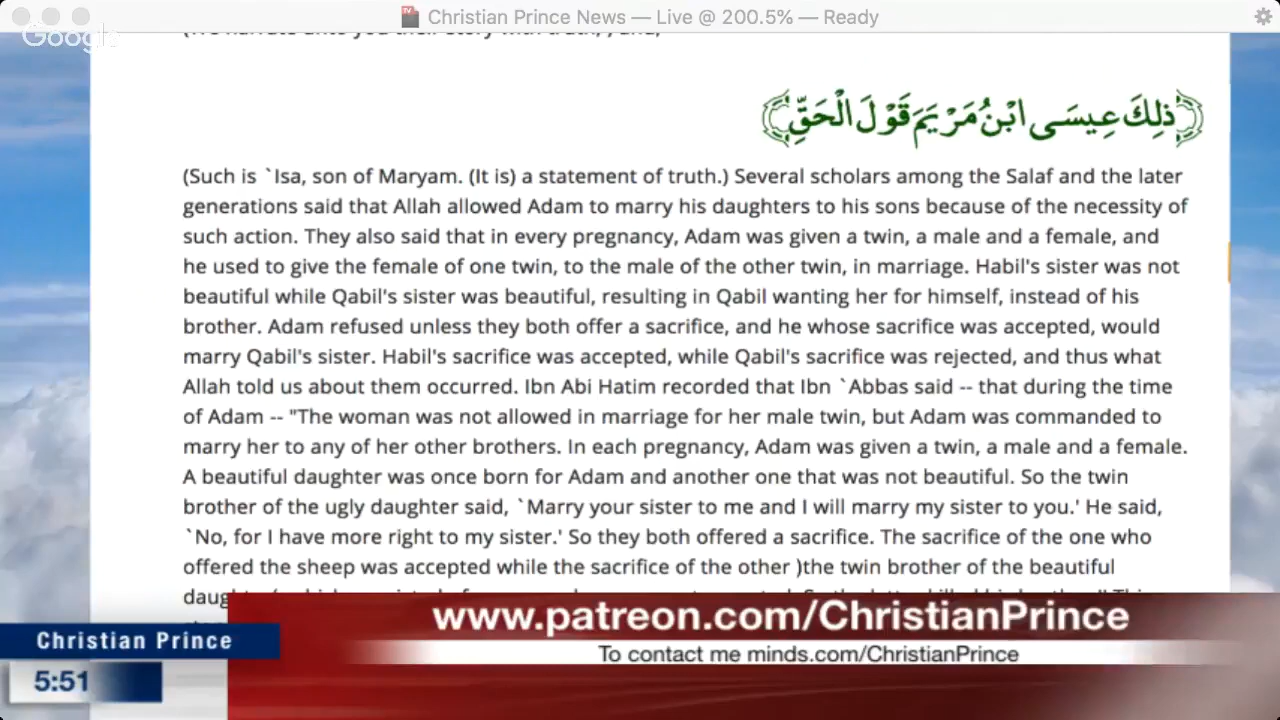 Christian Prince News — Live @ 200.5% — Ready
Google
﴿ذٰلِكَ عِيسَى ابْنُ مَرْيَمَ قَوْلَ الْحَقِّ﴾
(Such is `Isa, son of Maryam. (It is) a statement of truth.) Several scholars among the Salaf and the later
generations said that Allah allowed Adam to marry his daughters to his sons because of the necessity of
such action. They also said that in every pregnancy, Adam was given a twin, a male and a female, and
he used to give the female of one twin, to the male of the other twin, in marriage. Habil's sister was not
beautiful while Qabil's sister was beautiful, resulting in Qabil wanting her for himself, instead of his
brother. Adam refused unless they both offer a sacrifice, and he whose sacrifice was accepted, would
marry Qabil's sister. Habil's sacrifice was accepted, while Qabil's sacrifice was rejected, and thus what
Allah told us about them occurred. Ibn Abi Hatim recorded that Ibn `Abbas said -- that during the time
of Adam -- "The woman was not allowed in marriage for her male twin, but Adam was commanded to
marry her to any of her other brothers. In each pregnancy, Adam was given a twin, a male and a female.
A beautiful daughter was once born for Adam and another one that was not beautiful. So the twin
brother of the ugly daughter said, `Marry your sister to me and I will marry my sister to you.' He said,
`No, for I have more right to my sister.' So they both offered a sacrifice. The sacrifice of the one who
offered the sheep was accepted while the sacrifice of the other )the twin brother of the beautiful
www.patreon.com/ChristianPrince
To contact me minds.com/ChristianPrince
Christian Prince
5:51